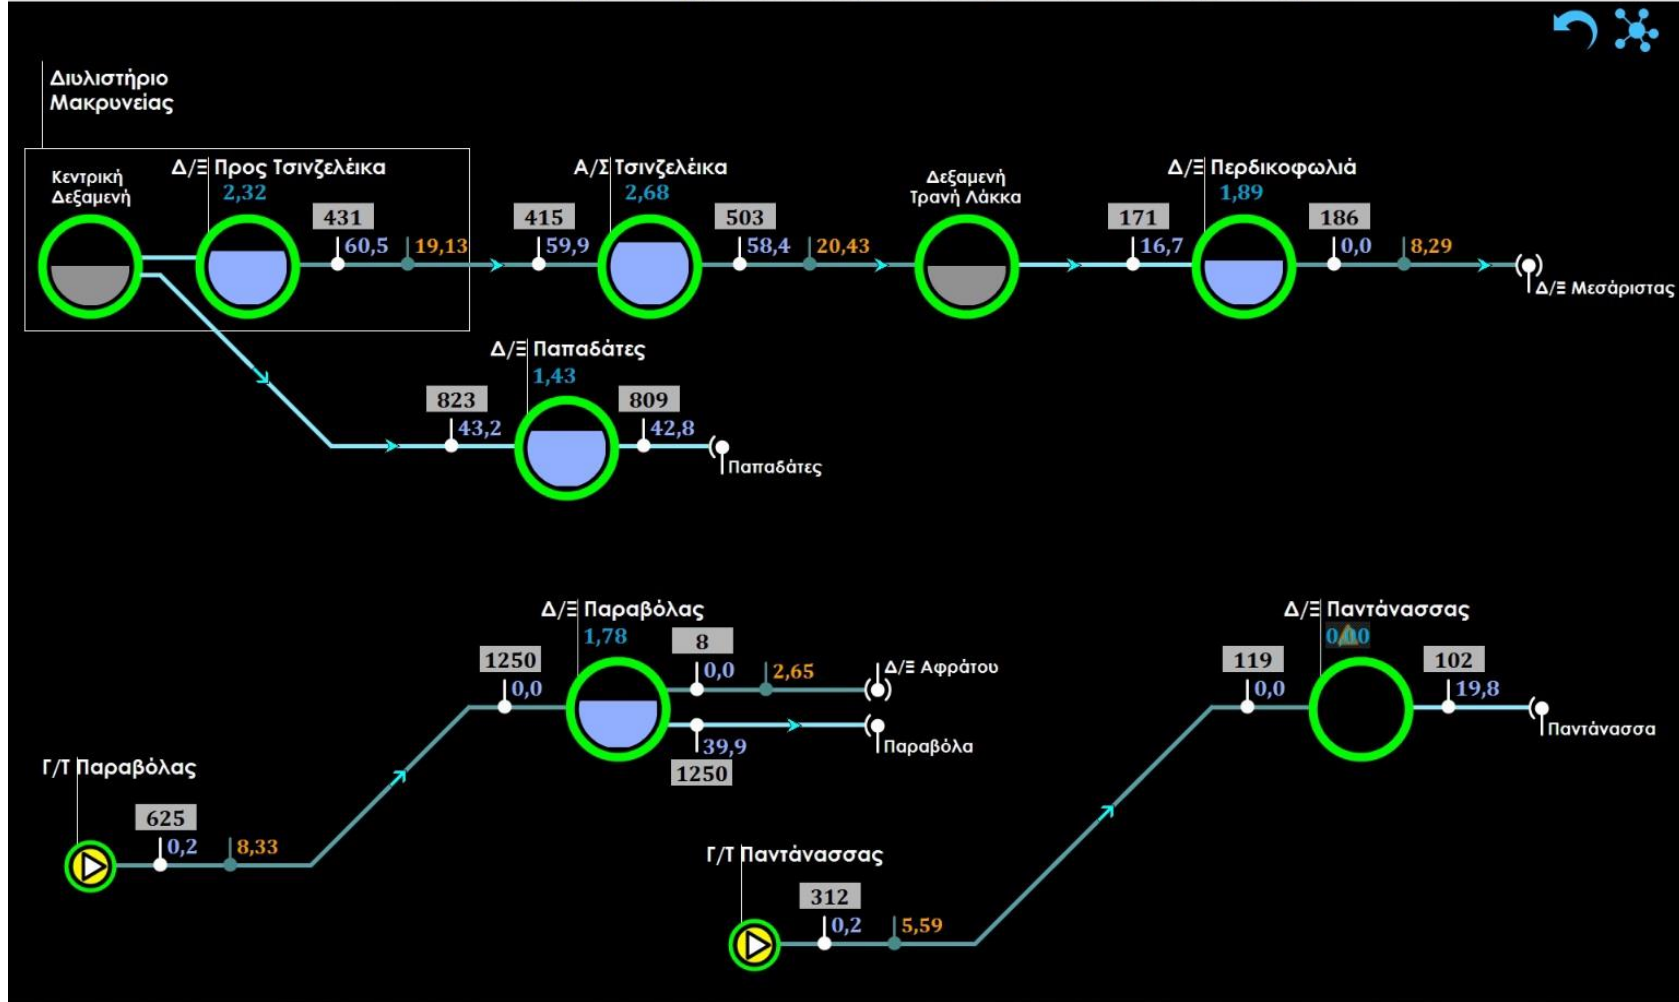 Διυλιστήριο
Μακρυνείας
Κεντρική
Δεξαμενή
Δ/Ξ Προς Τσινζελέικα
2,32
431
60,5
19,13
415
59,9
Α/Σ Τσινζελέικα
2,68
503
58,4
20,43
Δεξαμενή
Τρανή Λάκκα
171
16,7
Δ/Ξ Περδικοφωλιά
1,89
186
0,0
8,29
Δ/Ξ Μεσάριστας
Δ/Ξ Παπαδάτες
1,43
823
43,2
809
42,8
Παπαδάτες
Δ/Ξ Παραβόλας
1,78
1250
0,0
8
0,0
2,65
Δ/Ξ Αφράτου
39,9
1250
Παραβόλα
Γ/Τ Παραβόλας
625
0,2
8,33
Δ/Ξ Παντάνασσας
0,00
119
0,0
102
19,8
Παντάνασσα
Γ/Τ Παντάνασσας
312
0,2
5,59